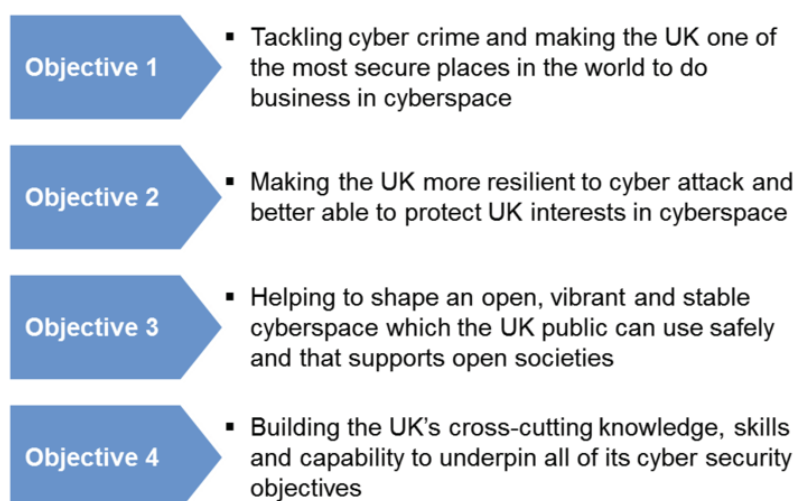 Objective 1
▪ Tackling cyber crime and making the UK one of
the most secure places in the world to do
business in cyberspace
Objective 2
▪ Making the UK more resilient to cyber attack and
better able to protect UK interests in cyberspace
Objective 3
▪ Helping to shape an open, vibrant and stable
cyberspace which the UK public can use safely
and that supports open societies
Objective 4
▪ Building the UK’s cross-cutting knowledge, skills
and capability to underpin all of its cyber security
objectives